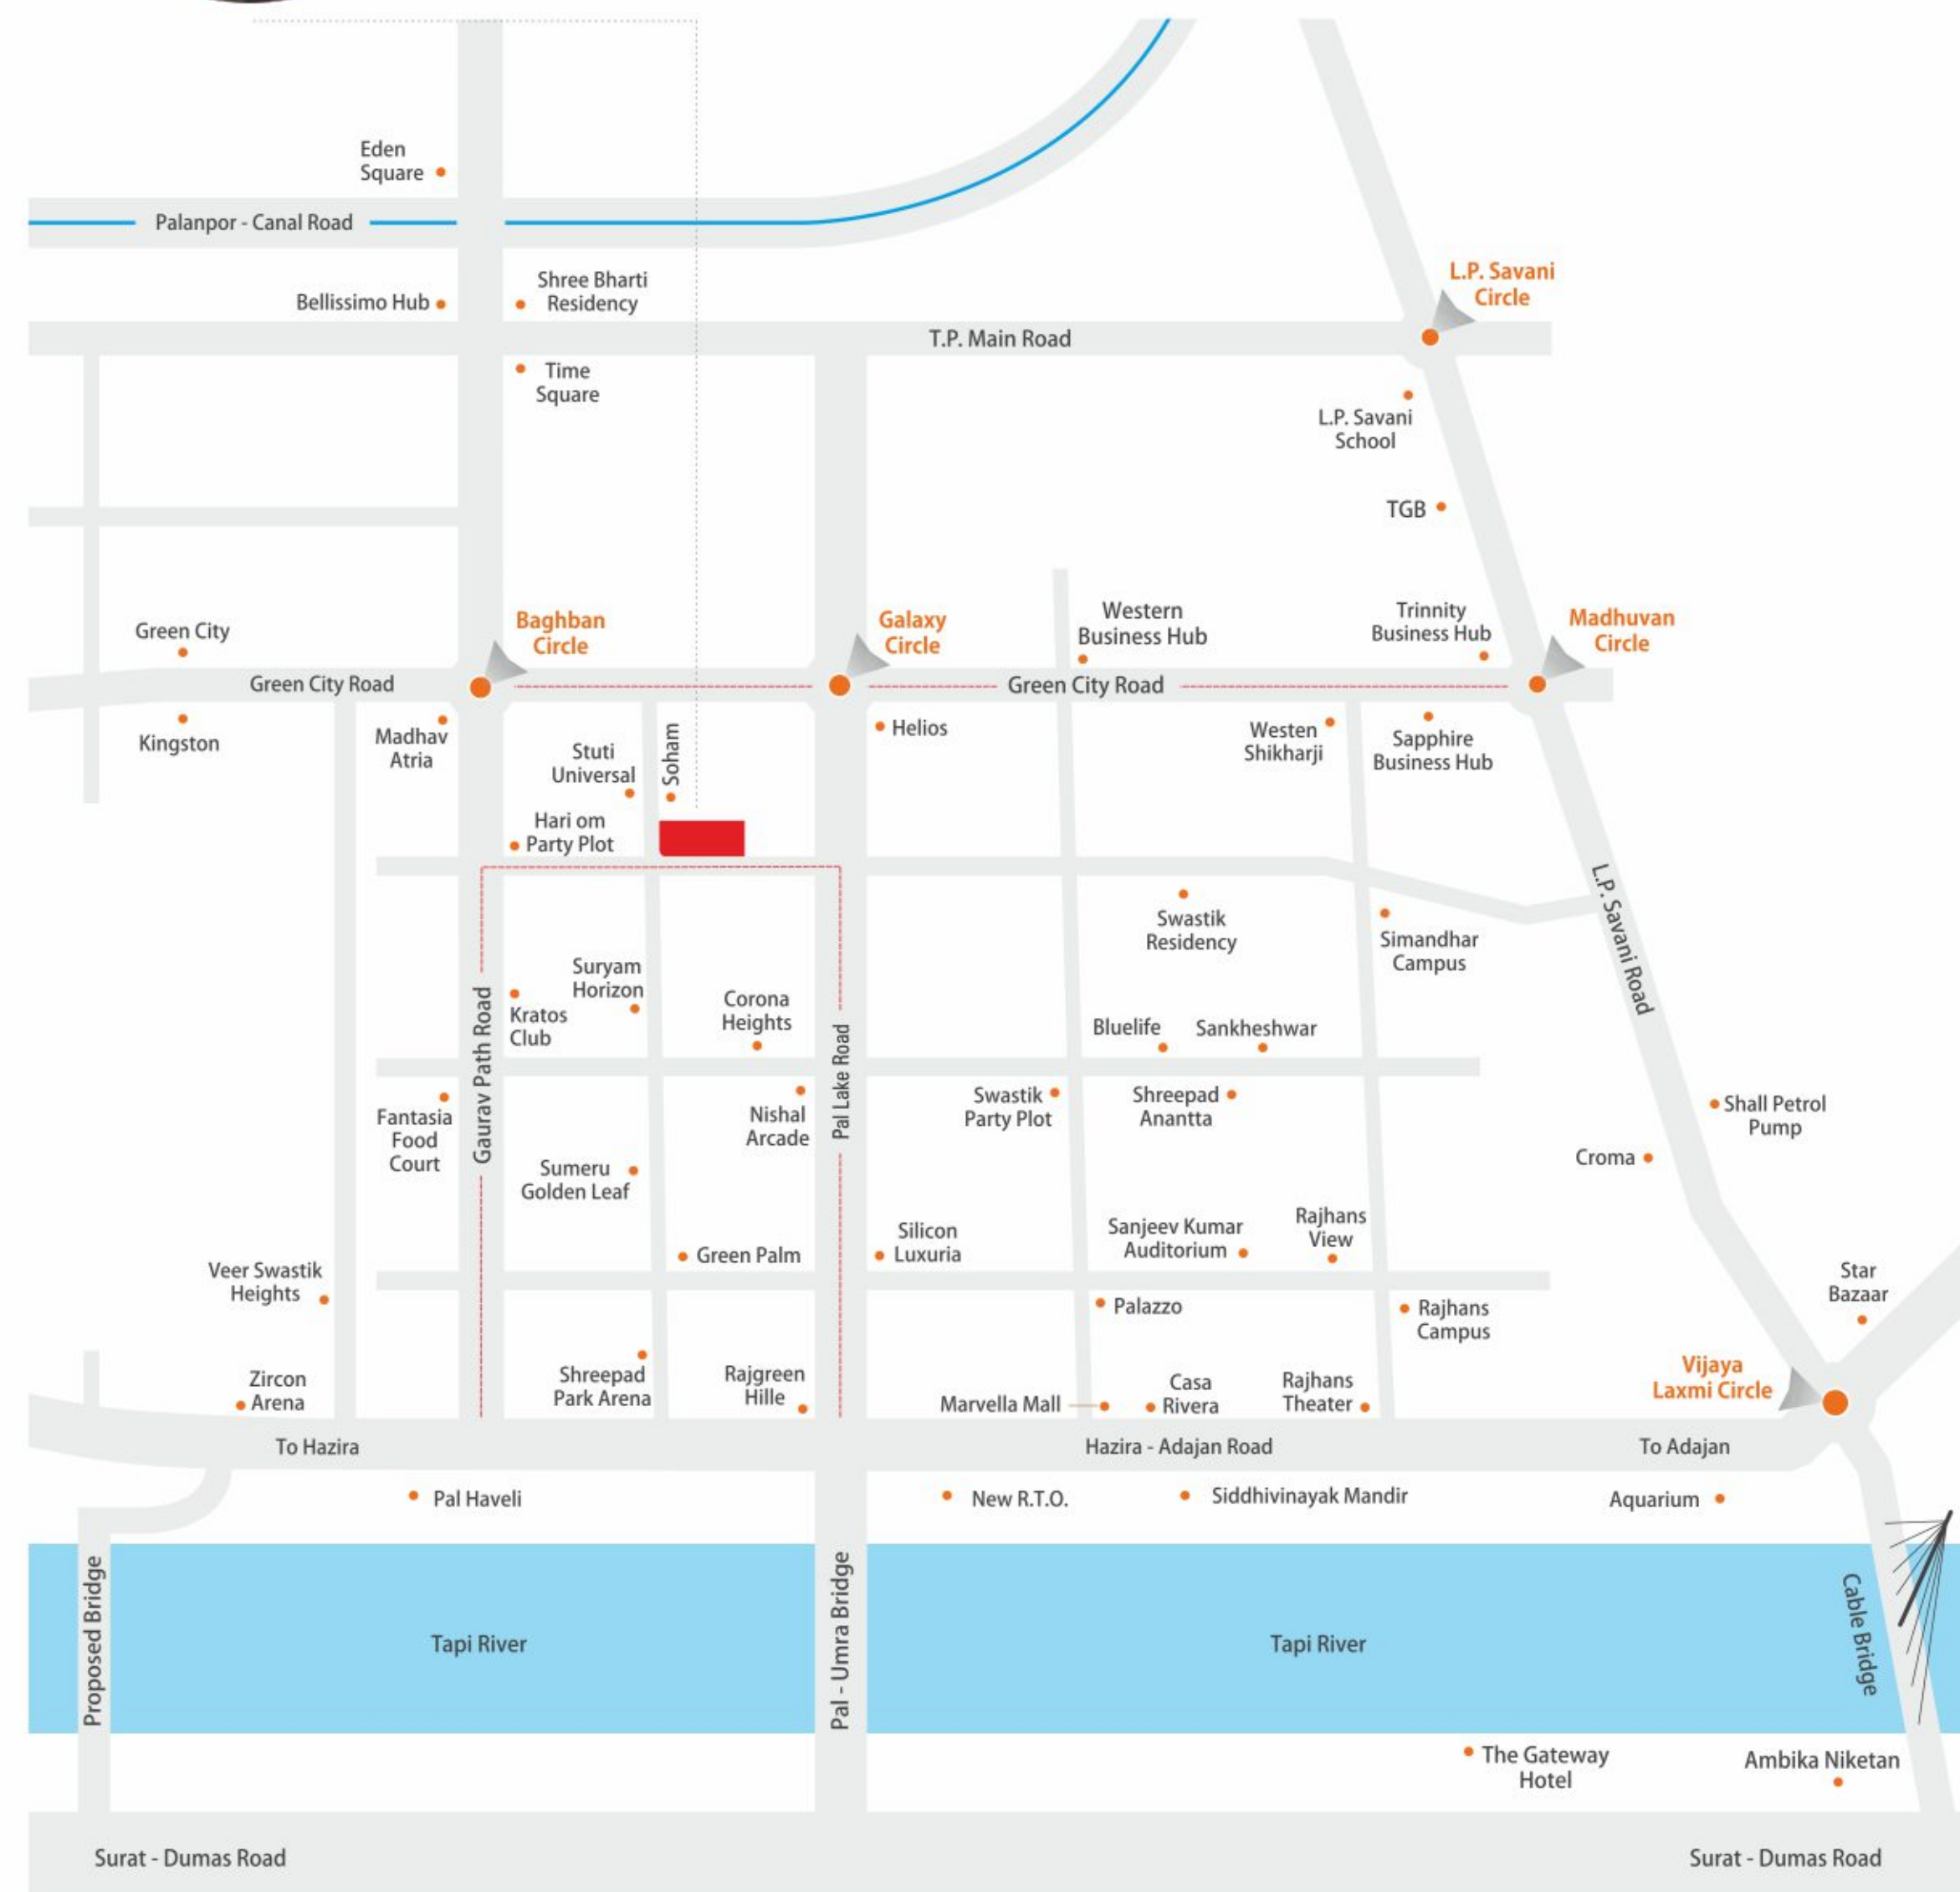 Eden
Square
Palanpor - Canal Road
Bellissimo Hub
Shree Bharti
Residency
L.P. Savani
Circle
T.P. Main Road
Time
Square
L.P. Savani
School
TGB
Green City
Baghban
Circle
Galaxy
Circle
Western
Business Hub
Trinnity
Business Hub
Madhuvan
Circle
Green City Road
Green City Road
Kingston
Madhav
Atria
Stuti
Universal
Soham
Helios
Westen
Shikharji
Sapphire
Business Hub
Hari om
Party Plot
L.P. Savani Road
Swastik
Residency
Simandhar
Campus
Suryam
Horizon
Kratos
Club
Corona
Heights
Gaurav Path Road
Pal Lake Road
Bluelife
Sankheshwar
Fantasia
Food
Court
Nishal
Arcade
Swastik
Party Plot
Shreepad
Anantta
Shall Petrol
Pump
Croma
Sumeru
Golden Leaf
Green Palm
Silicon
Luxuria
Sanjeev Kumar
Auditorium
Rajhans
View
Veer Swastik
Heights
Star
Bazaar
Palazzo
Rajhans
Campus
Zircon
Arena
Shreepad
Park Arena
Rajgreen
Hille
Marvella Mall
Casa
Rivera
Rajhans
Theater
Vijaya
Laxmi Circle
To Hazira
Hazira - Adajan Road
To Adajan
Pal Haveli
New R.T.O.
Siddhivinayak Mandir
Aquarium
Proposed Bridge
Tapi River
Pal - Umra Bridge
Tapi River
Cable Bridge
The Gateway
Hotel
Ambika Niketan
Surat - Dumas Road
Surat - Dumas Road